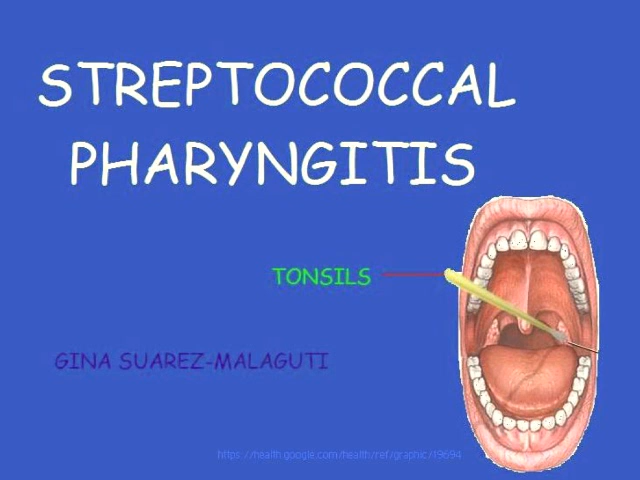 STREPTOCOCCAL
PHARYNGITIS
TONSILS
GINA SUAREZ-MALAGUTI
https://health.google.com/health/ref/graphic/19694